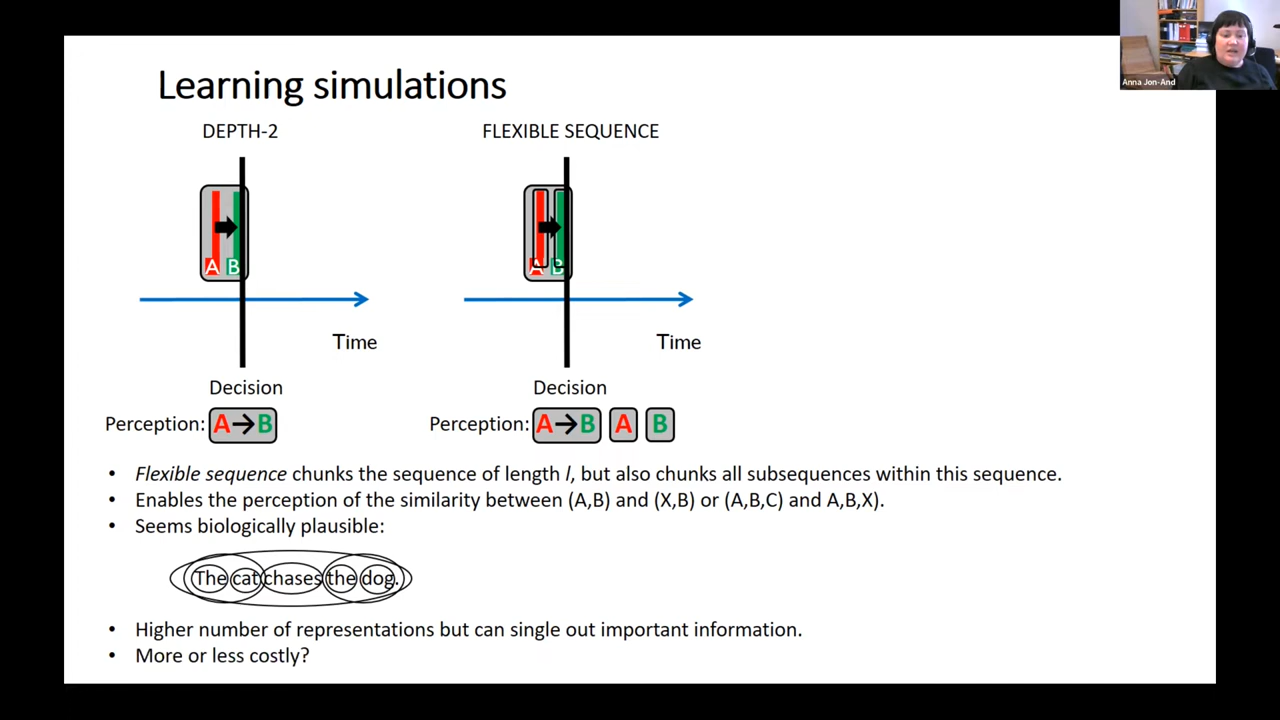 Anna Jon-And
Learning simulations
DEPTH-2
FLEXIBLE SEQUENCE
A B
A B
Time
Time
Decision
Decision
Perception: A→B
Perception: A→B A B
• Flexible sequence chunks the sequence of length l, but also chunks all subsequences within this sequence.
• Enables the perception of the similarity between (A,B) and (X,B) or (A,B,C) and A,B,X).
• Seems biologically plausible:
The cat chases the dog.
• Higher number of representations but can single out important information.
• More or less costly?